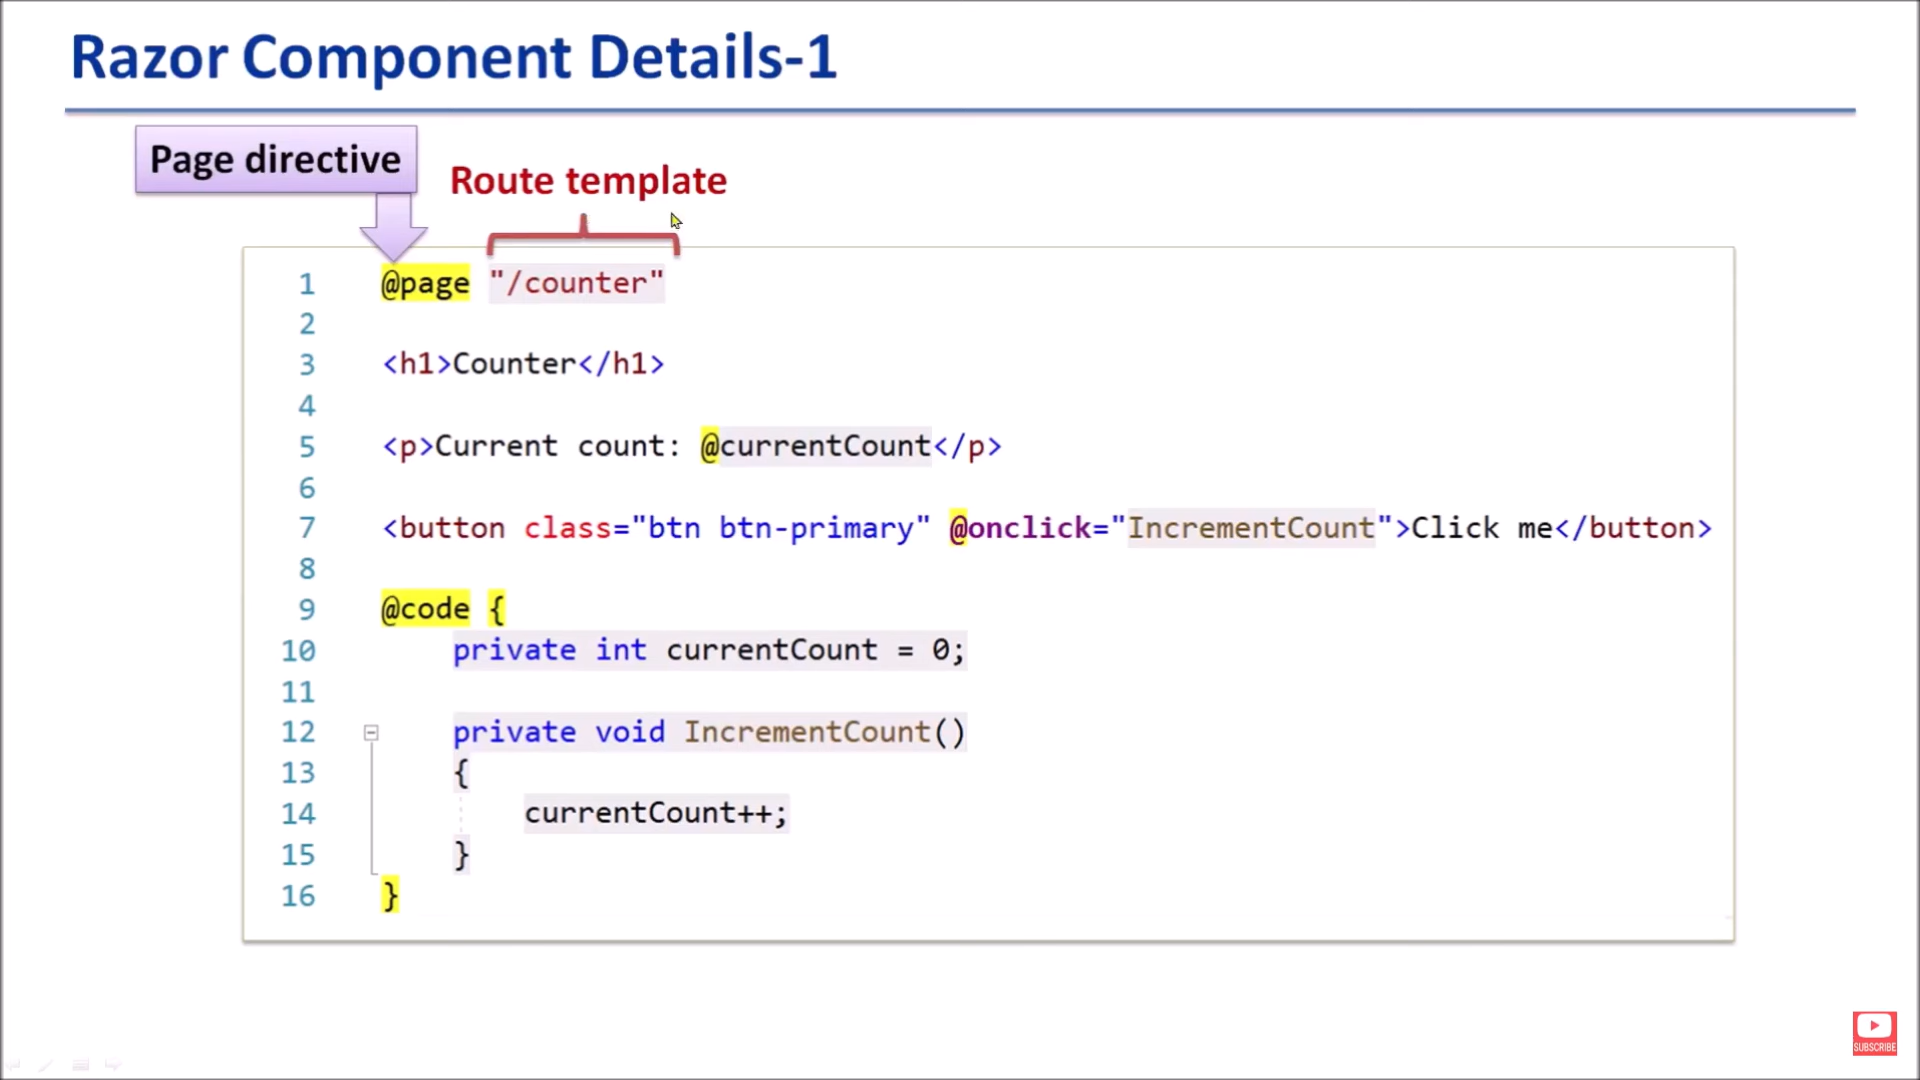 Razor Component Details-1
Page directive
Route template
1 @page "/counter"
2
3 <h1>Counter</h1>
4
5 <p>Current count: @currentCount</p>
6
7 <button class="btn btn-primary" @onclick="IncrementCount">Click me</button>
8
9 @code {
10 private int currentCount = 0;
11
12 private void IncrementCount()
13 {
14 currentCount++;
15 }
16 }
SUBSCRIBE